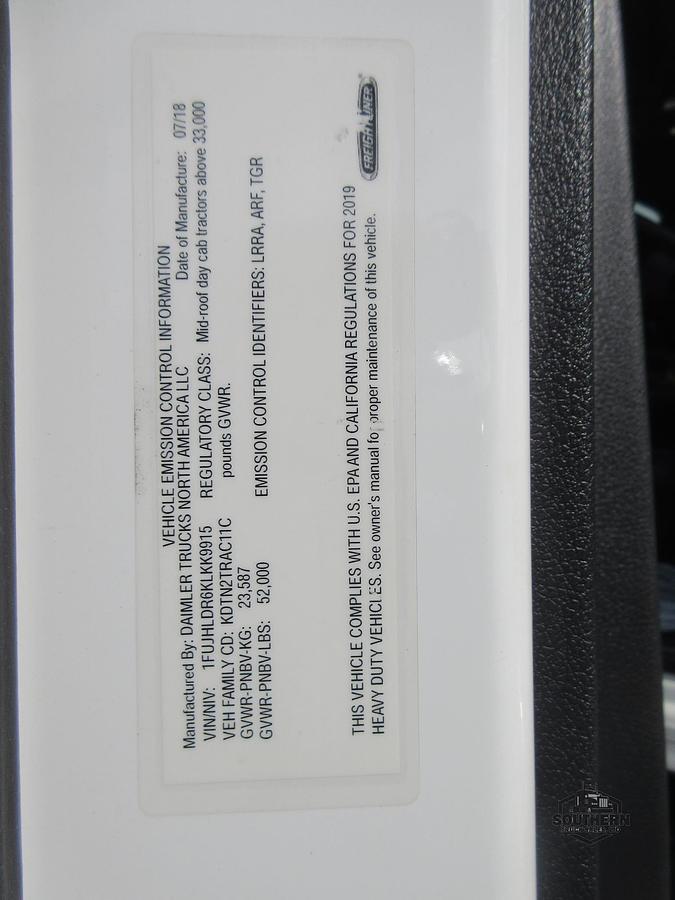 VEHICLE EMISSION CONTROL INFORMATION
Manufactured By: DAIMLER TRUCKS NORTH AMERICA LLC Date of Manufacture: 07/18
VIN/NIV: 1FUJHLDR6KLKK9915 REGULATORY CLASS: Mid-roof day cab tractors above 33,000
VEH FAMILY CD: KDTN2TRAC11C pounds GVWR.
GVWR-PNBV-KG: 23,587
GVWR-PNBV-LBS: 52,000 EMISSION CONTROL IDENTIFIERS: LRRA, ARF, TGR
THIS VEHICLE COMPLIES WITH U.S. EPA AND CALIFORNIA REGULATIONS FOR 2019
HEAVY DUTY VEHICLES. See owner's manual for proper maintenance of this vehicle.
FREIGHTLINER
SOUTHERN